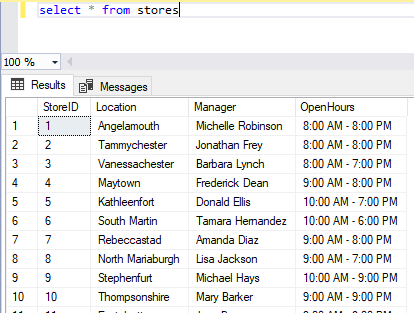 select * from stores
100 %
Results Messages
StoreID Location Manager OpenHours
1 1 Angelamouth Michelle Robinson 8:00 AM - 8:00 PM
2 2 Tammychester Jonathan Frey 8:00 AM - 8:00 PM
3 3 Vanessachester Barbara Lynch 8:00 AM - 7:00 PM
4 4 Maytown Frederick Dean 9:00 AM - 8:00 PM
5 5 Kathleenfort Donald Ellis 10:00 AM - 7:00 PM
6 6 South Martin Tamara Hernandez 10:00 AM - 6:00 PM
7 7 Rebeccastad Amanda Diaz 9:00 AM - 8:00 PM
8 8 North Mariaburgh Lisa Jackson 9:00 AM - 7:00 PM
9 9 Stephenfurt Michael Hays 10:00 AM - 9:00 PM
10 10 Thompsonshire Mary Barker 9:00 AM - 9:00 PM